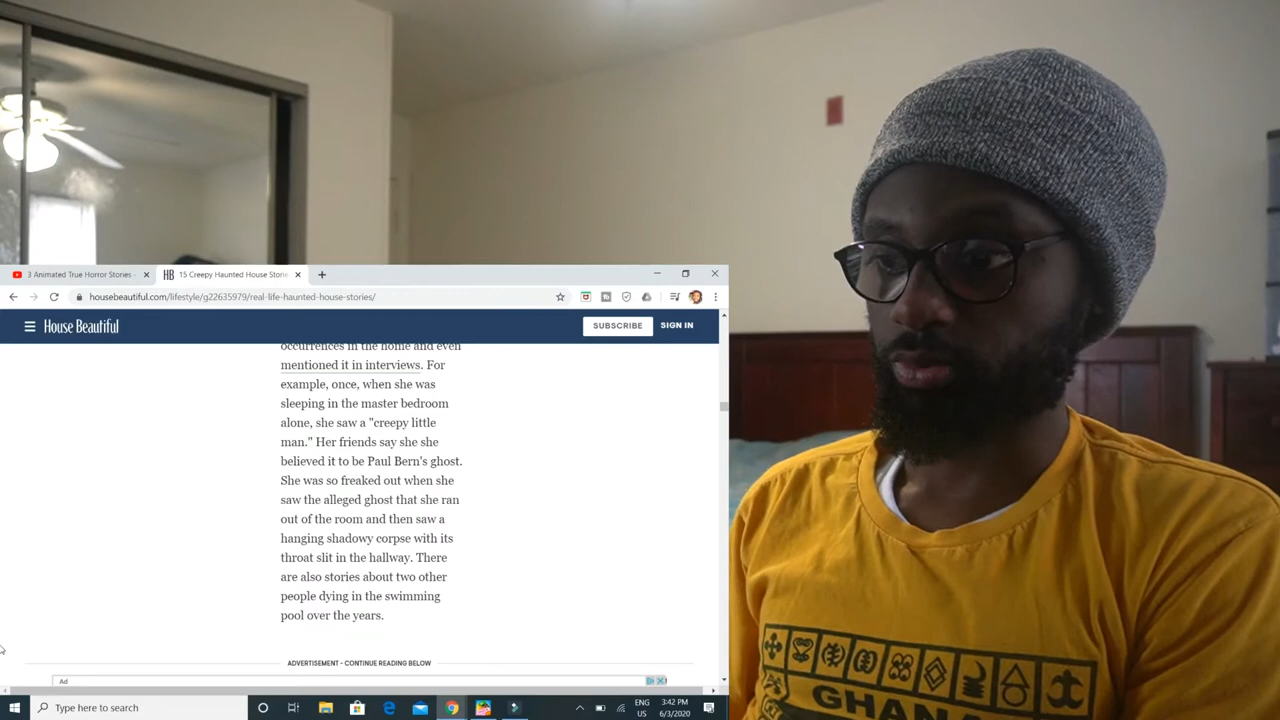 3 Animated True Horror Stories -
HB 15 Creepy Haunted House Storie
housebeautiful.com/lifestyle/g22635979/real-life-haunted-house-stories/
House Beautiful
SUBSCRIBE
SIGN IN
occurrences in the home and even
mentioned it in interviews. For
example, once, when she was
sleeping in the master bedroom
alone, she saw a "creepy little
man." Her friends say she she
believed it to be Paul Bern's ghost.
She was so freaked out when she
saw the alleged ghost that she ran
out of the room and then saw a
hanging shadowy corpse with its
throat slit in the hallway. There
are also stories about two other
people dying in the swimming
pool over the years.
ADVERTISEMENT - CONTINUE READING BELOW
Ad
Type here to search
ENG
US
3:42 PM
6/3/2020
GHANA